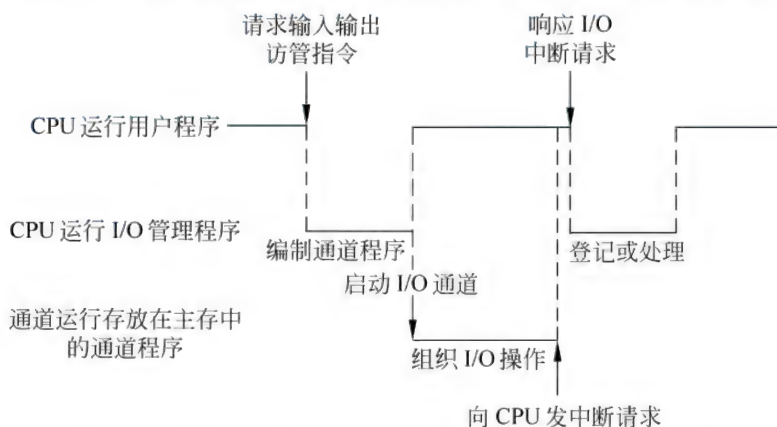 请求输入输出
访管指令
响应 I/O
中断请求
CPU 运行用户程序
CPU 运行 I/O 管理程序
编制通道程序
登记或处理
启动 I/O 通道
通道运行存放在主存中
的通道程序
组织 I/O 操作
向 CPU 发中断请求